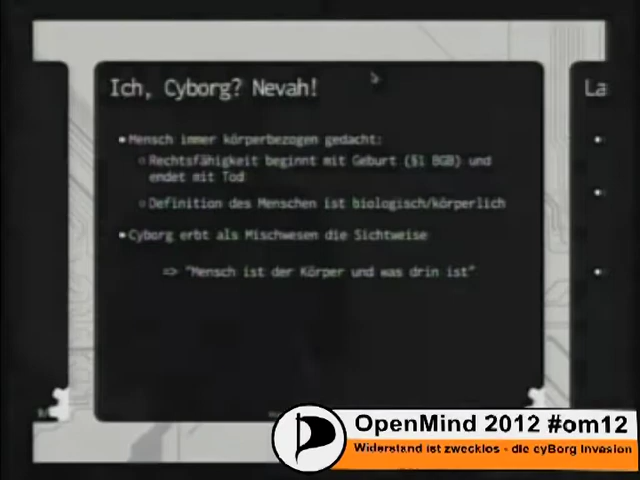 Ich, Cyborg? Nevah!
La
•Mensch immer körperbezogen gedacht:
○Rechtsfähigkeit beginnt mit Geburt (§1 BGB) und
endet mit Tod
○Definition des Menschen ist biologisch/körperlich
•Cyborg erbt als Mischwesen die Sichtweise
=> "Mensch ist der Körper und was drin ist"
OpenMind 2012 #om12
Widerstand ist zwecklos - die cyBorg Invasion